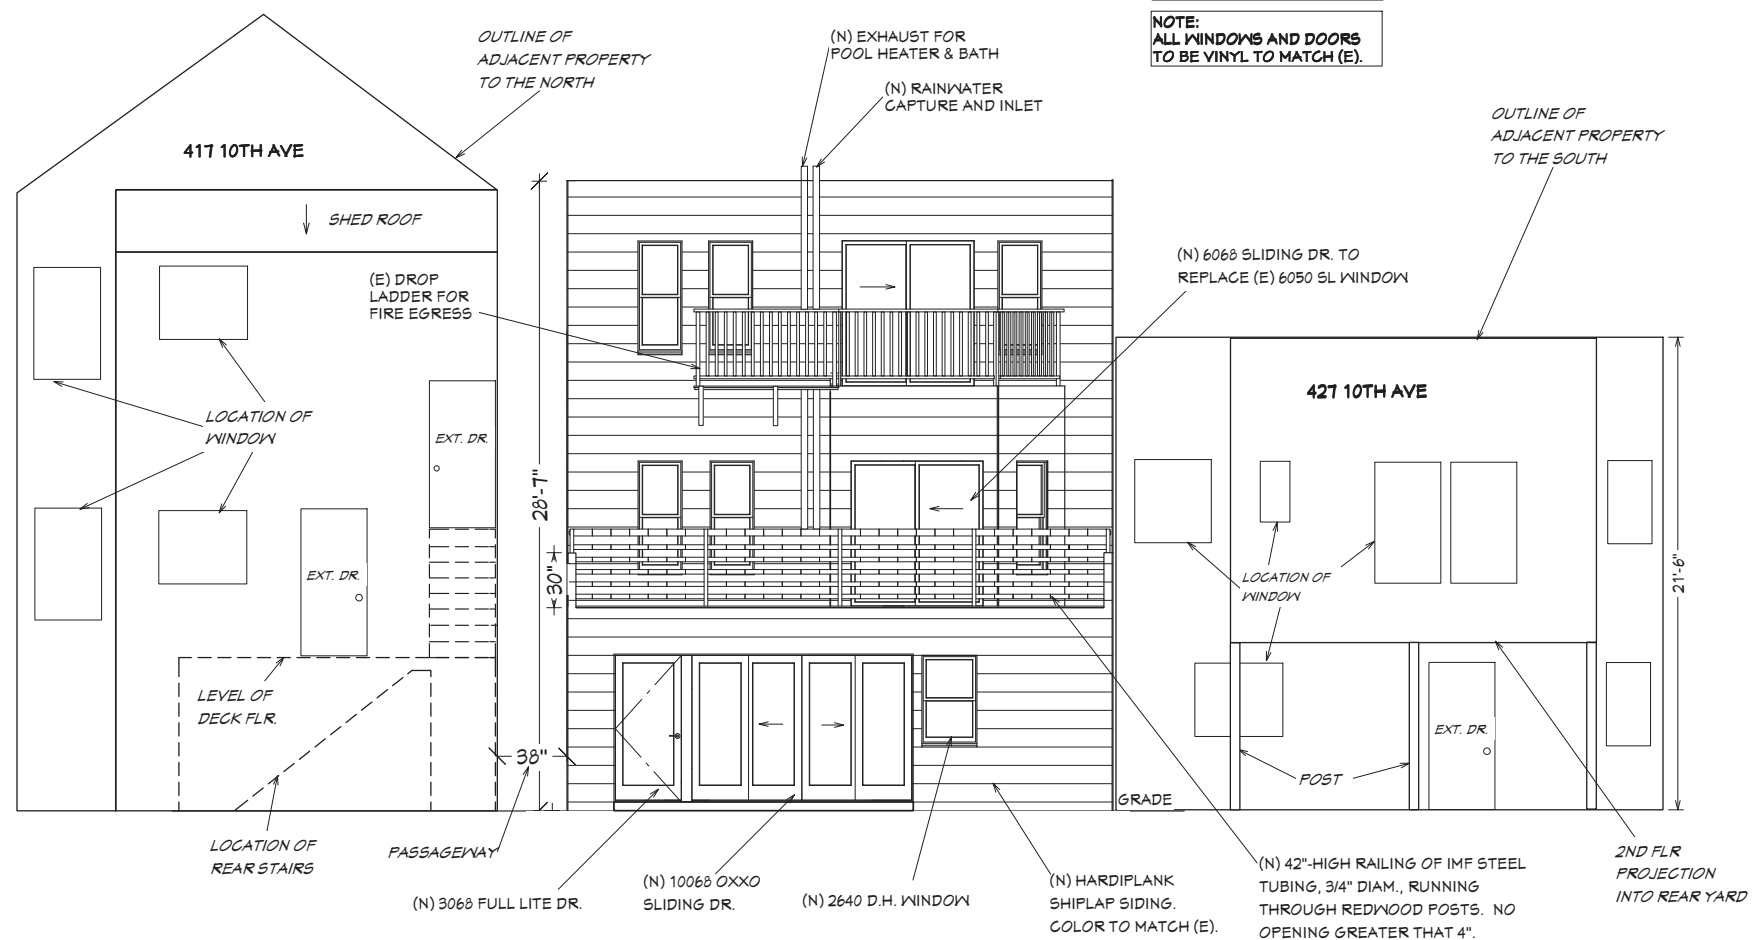 NOTE:
ALL WINDOWS AND DOORS
TO BE VINYL TO MATCH (E).
OUTLINE OF
ADJACENT PROPERTY
TO THE NORTH
(N) EXHAUST FOR
POOL HEATER & BATH
(N) RAINWATER
CAPTURE AND INLET
OUTLINE OF
ADJACENT PROPERTY
TO THE SOUTH
417 10TH AVE
SHED ROOF
(E) DROP
LADDER FOR
FIRE EGRESS
(N) 6068 SLIDING DR. TO
REPLACE (E) 6050 SL WINDOW
427 10TH AVE
LOCATION OF
WINDOW
EXT. DR.
28'-7"
30"
EXT. DR.
LOCATION OF
WINDOW
21'-6"
LEVEL OF
DECK FLR.
38"
EXT. DR.
POST
GRADE
LOCATION OF
REAR STAIRS
PASSAGEWAY
(N) 3068 FULL LITE DR.
(N) 10068 OXXO
SLIDING DR.
(N) 2640 D.H. WINDOW
(N) HARDIPLANK
SHIPLAP SIDING.
COLOR TO MATCH (E).
(N) 42"-HIGH RAILING OF IMF STEEL
TUBING, 3/4" DIAM., RUNNING
THROUGH REDWOOD POSTS. NO
OPENING GREATER THAT 4".
2ND FLR
PROJECTION
INTO REAR YARD